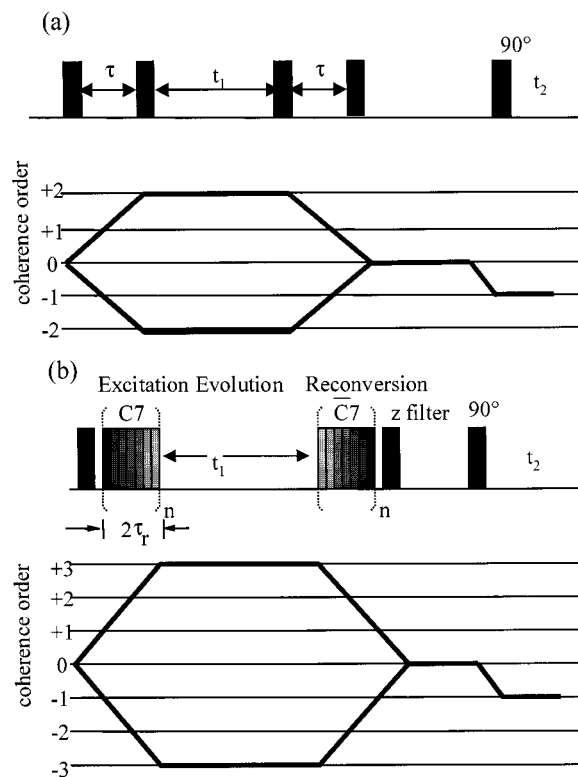 (a)
90°
τ t₁ τ t₂
coherence order
+2
+1
0
-1
-2
(b)
Excitation Evolution Reconversion
C7 C̅7 z filter 90°
t₁ t₂
n n
2τᵣ
coherence order
+3
+2
+1
0
-1
-2
-3